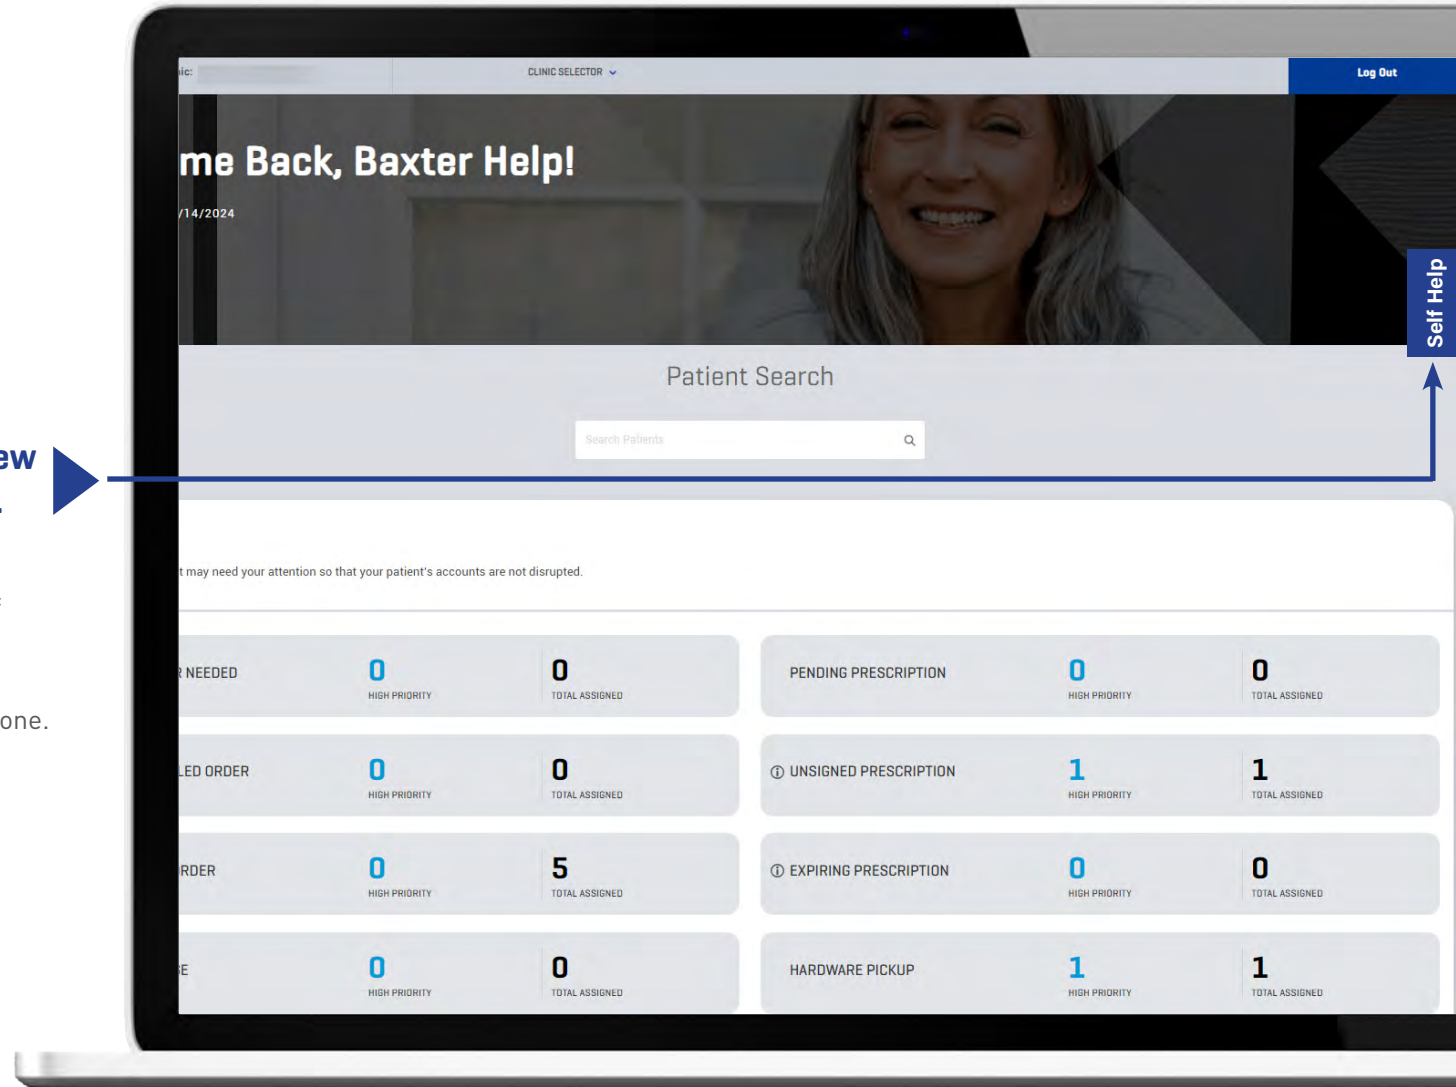 ic:
CLINIC SELECTOR
Log Out
me Back, Baxter Help!
/14/2024
Self Help
Patient Search
Search Patients
ew
t may need your attention so that your patient's accounts are not disrupted.
R NEEDED 0 HIGH PRIORITY 0 TOTAL ASSIGNED
PENDING PRESCRIPTION 0 HIGH PRIORITY 0 TOTAL ASSIGNED
one.
LED ORDER 0 HIGH PRIORITY 0 TOTAL ASSIGNED
UNSIGNED PRESCRIPTION 1 HIGH PRIORITY 1 TOTAL ASSIGNED
RDER 0 HIGH PRIORITY 5 TOTAL ASSIGNED
EXPIRING PRESCRIPTION 0 HIGH PRIORITY 0 TOTAL ASSIGNED
GE 0 HIGH PRIORITY 0 TOTAL ASSIGNED
HARDWARE PICKUP 1 HIGH PRIORITY 1 TOTAL ASSIGNED